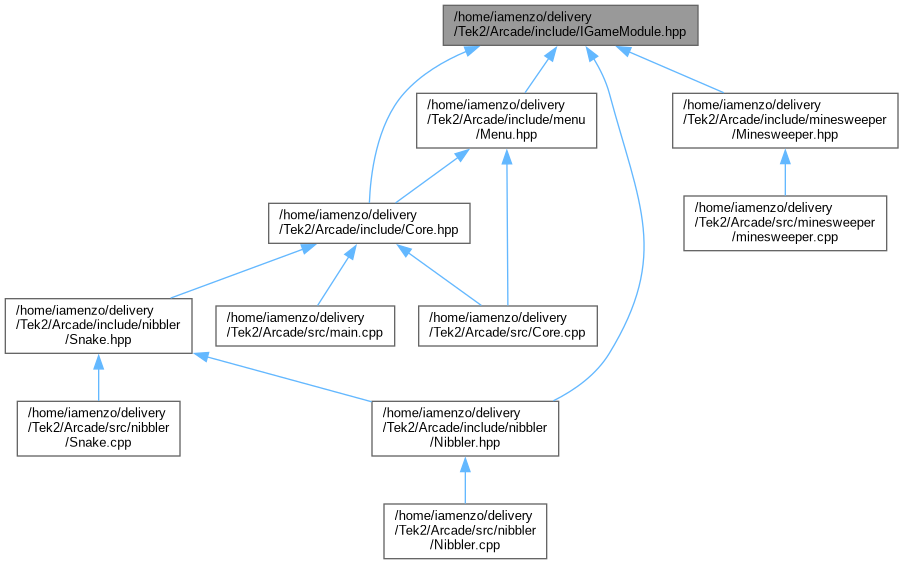 /home/iamenzo/delivery
/Tek2/Arcade/include/IGameModule.hpp
/home/iamenzo/delivery
/Tek2/Arcade/include/menu
/Menu.hpp
/home/iamenzo/delivery
/Tek2/Arcade/include/minesweeper
/Minesweeper.hpp
/home/iamenzo/delivery
/Tek2/Arcade/src/minesweeper
/minesweeper.cpp
/home/iamenzo/delivery
/Tek2/Arcade/include/Core.hpp
/home/iamenzo/delivery
/Tek2/Arcade/include/nibbler
/Snake.hpp
/home/iamenzo/delivery
/Tek2/Arcade/src/main.cpp
/home/iamenzo/delivery
/Tek2/Arcade/src/Core.cpp
/home/iamenzo/delivery
/Tek2/Arcade/src/nibbler
/Snake.cpp
/home/iamenzo/delivery
/Tek2/Arcade/include/nibbler
/Nibbler.hpp
/home/iamenzo/delivery
/Tek2/Arcade/src/nibbler
/Nibbler.cpp